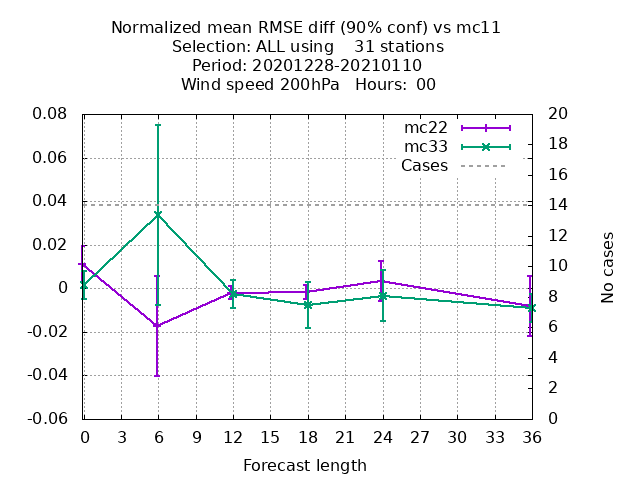 Normalized mean RMSE diff (90% conf) vs mc11
Selection: ALL using    31 stations
Period: 20201228-20210110
Wind speed 200hPa   Hours:  00
mc22
mc33
Cases
0.08
0.06
0.04
0.02
0
-0.02
-0.04
-0.06
20
18
16
14
12
10
8
6
4
2
0
No cases
0 3 6 9 12 15 18 21 24 27 30 33 36
Forecast length